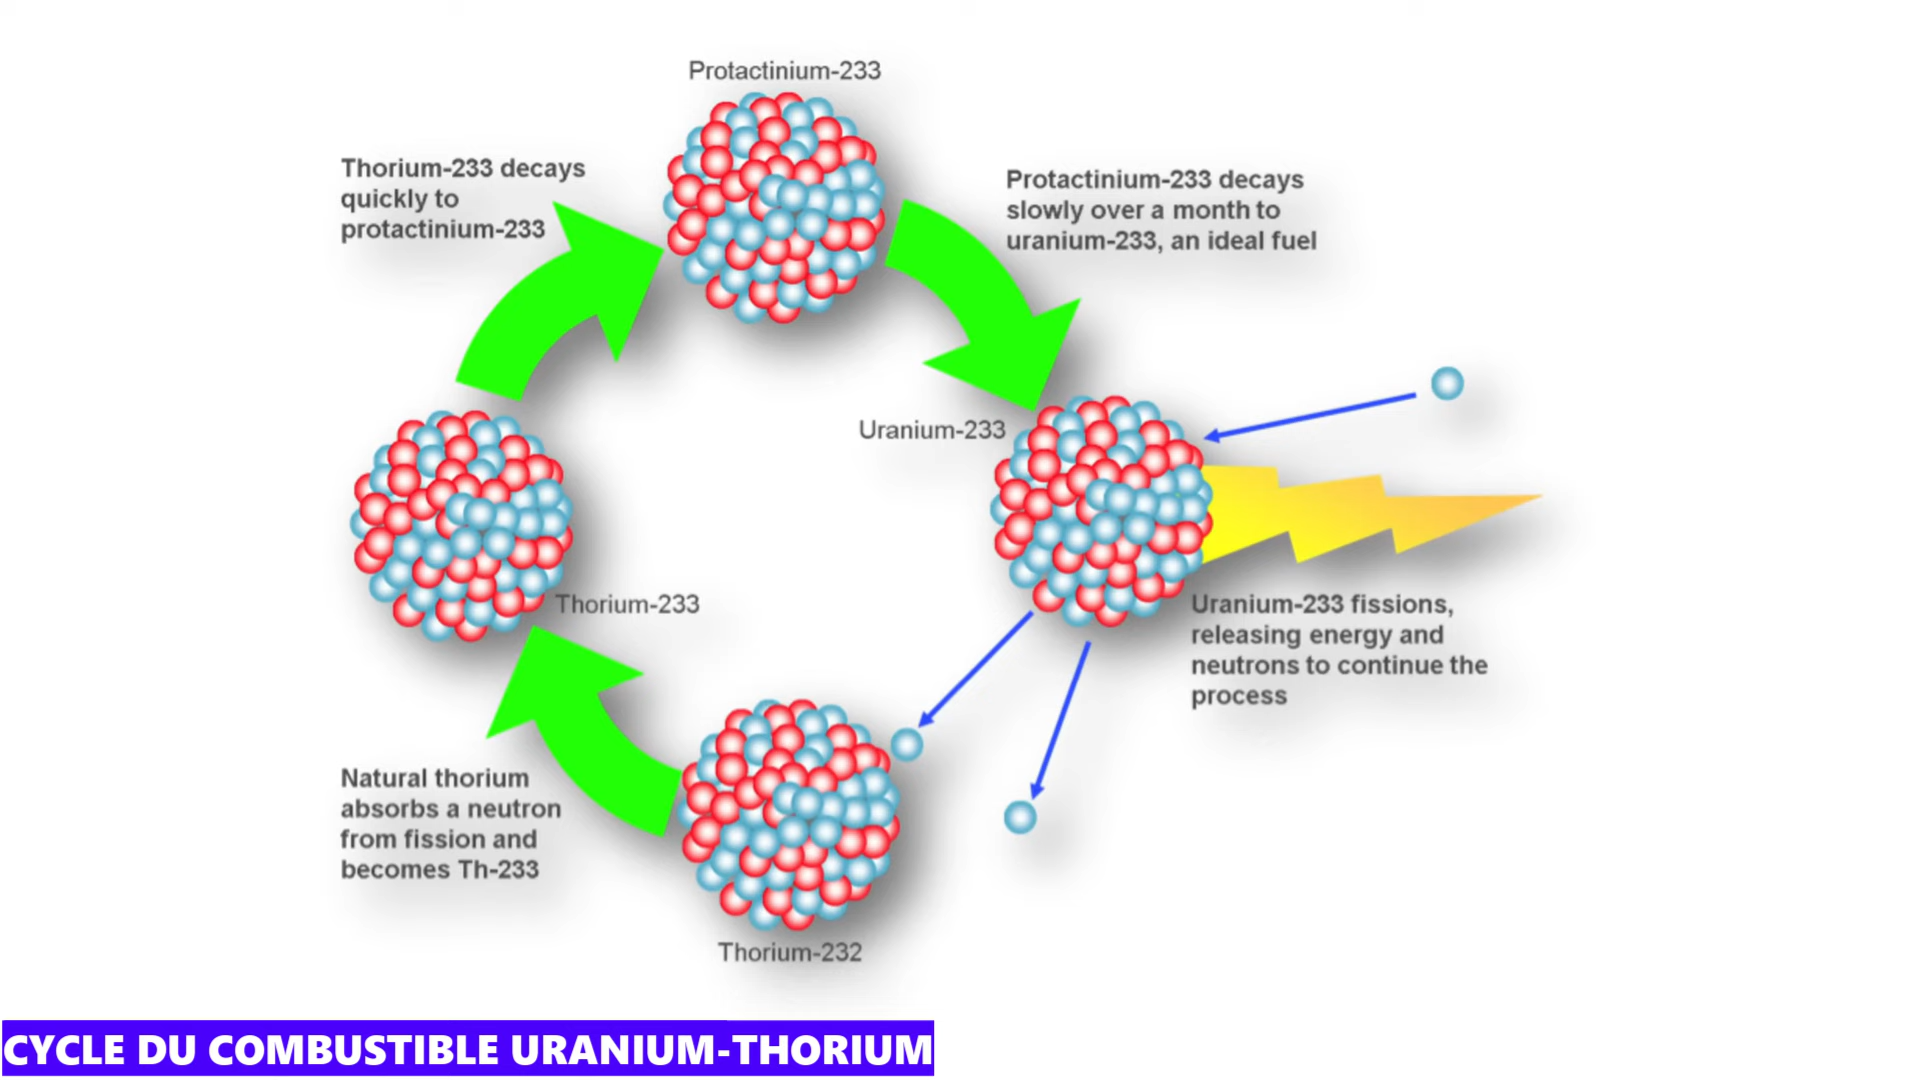 Protactinium-233
Thorium-233 decays
quickly to
protactinium-233
Protactinium-233 decays
slowly over a month to
uranium-233, an ideal fuel
Uranium-233
Thorium-233
Uranium-233 fissions,
releasing energy and
neutrons to continue the
process
Natural thorium
absorbs a neutron
from fission and
becomes Th-233
Thorium-232
CYCLE DU COMBUSTIBLE URANIUM-THORIUM